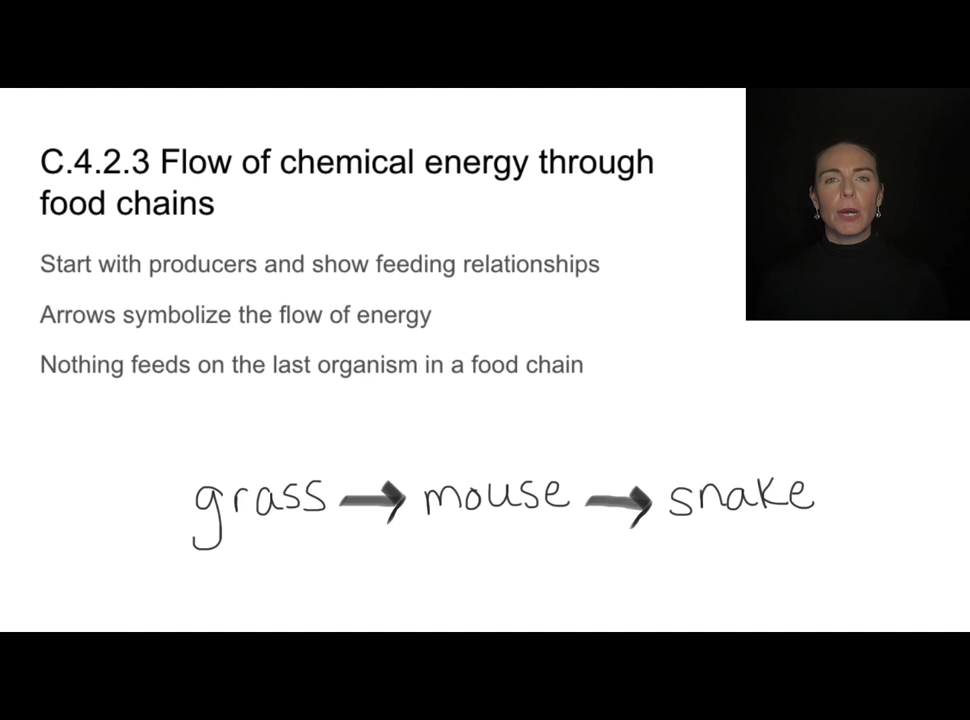 C.4.2.3 Flow of chemical energy through
food chains
Start with producers and show feeding relationships
Arrows symbolize the flow of energy
Nothing feeds on the last organism in a food chain
grass → mouse → snake